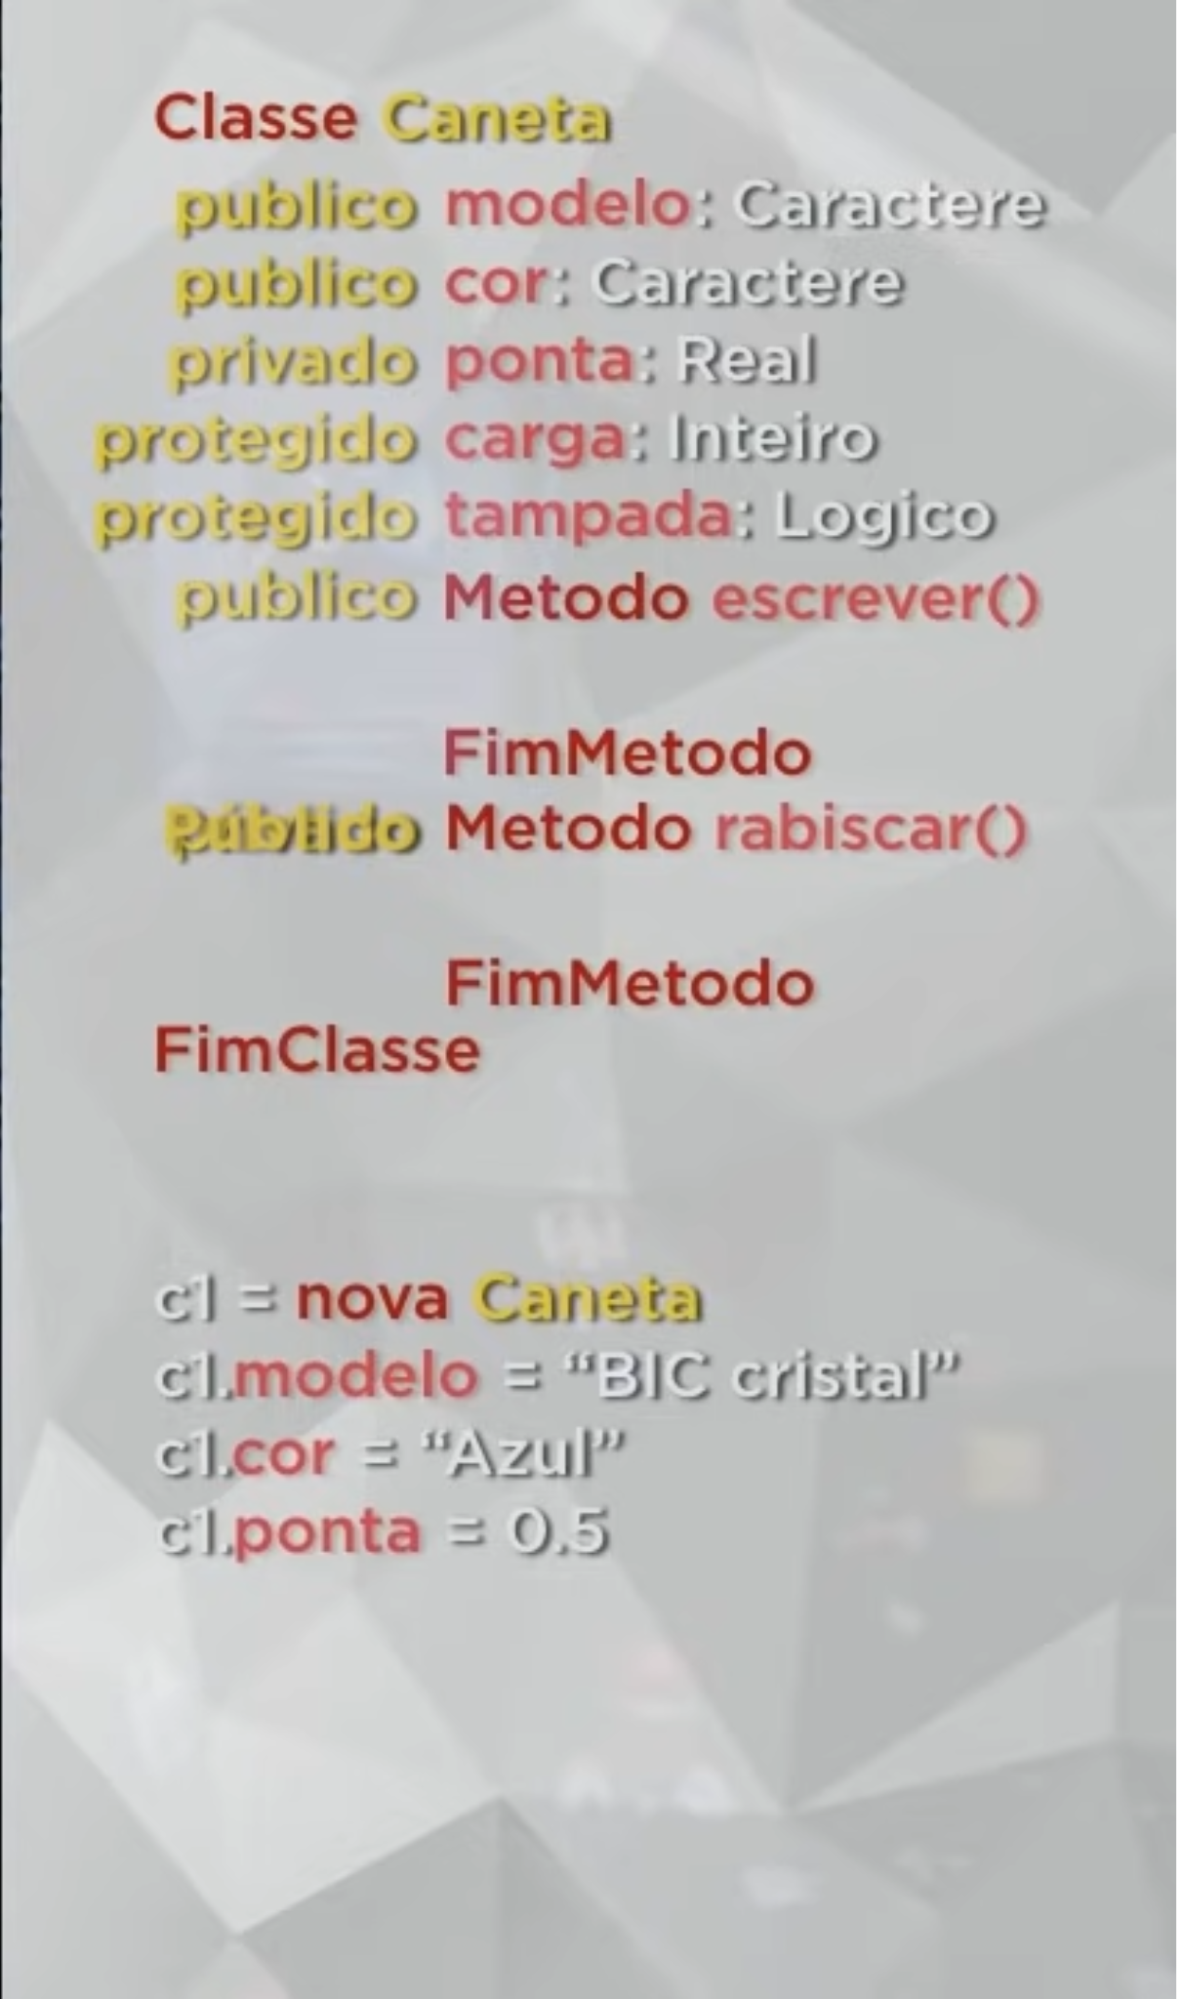 Classe Caneta
publico modelo: Caractere
publico cor: Caractere
privado ponta: Real
protegido carga: Inteiro
protegido tampada: Logico
publico Metodo escrever()
FimMetodo
Metodo rabiscar()
FimMetodo
FimClasse
c1 = nova Caneta
c1.modelo = “BIC cristal”
c1.cor = “Azul”
c1.ponta = 0.5